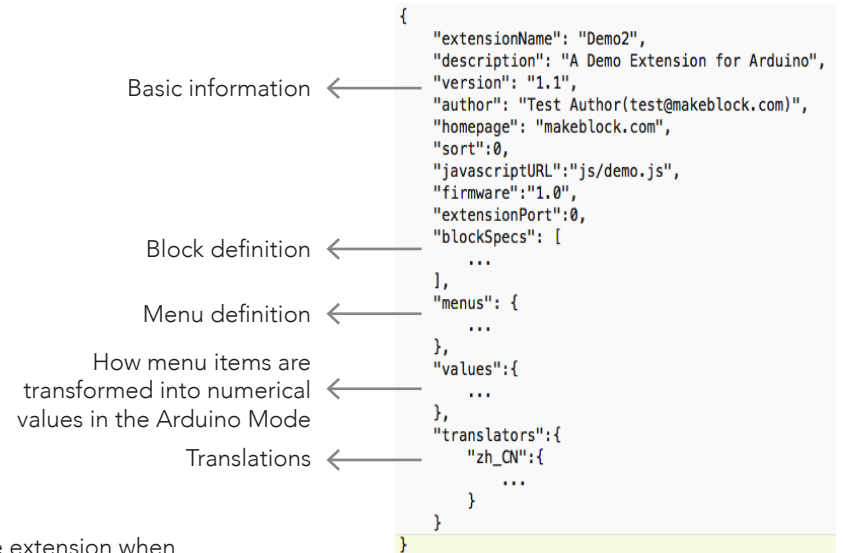 {
"extensionName": "Demo2",
"description": "A Demo Extension for Arduino",
Basic information
"version": "1.1",
"author": "Test Author(test@makeblock.com)",
"homepage": "makeblock.com",
"sort":0,
"javascriptURL":"js/demo.js",
"firmware":"1.0",
"extensionPort":0,
Block definition
"blockSpecs": [
...
],
Menu definition
"menus": {
...
},
How menu items are
transformed into numerical
values in the Arduino Mode
"values":{
...
},
Translations
"translators":{
"zh_CN":{
...
}
}
}
extension when